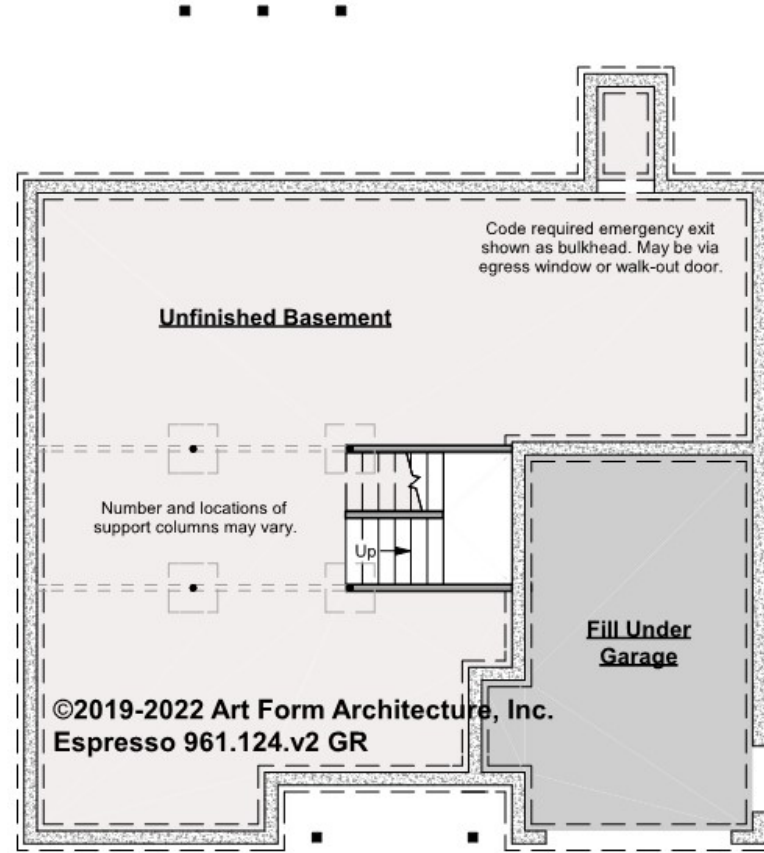 Code required emergency exit
shown as bulkhead. May be via
egress window or walk-out door.
Unfinished Basement
Number and locations of
support columns may vary.
Up
Fill Under
Garage
©2019-2022 Art Form Architecture, Inc.
Espresso 961.124.v2 GR